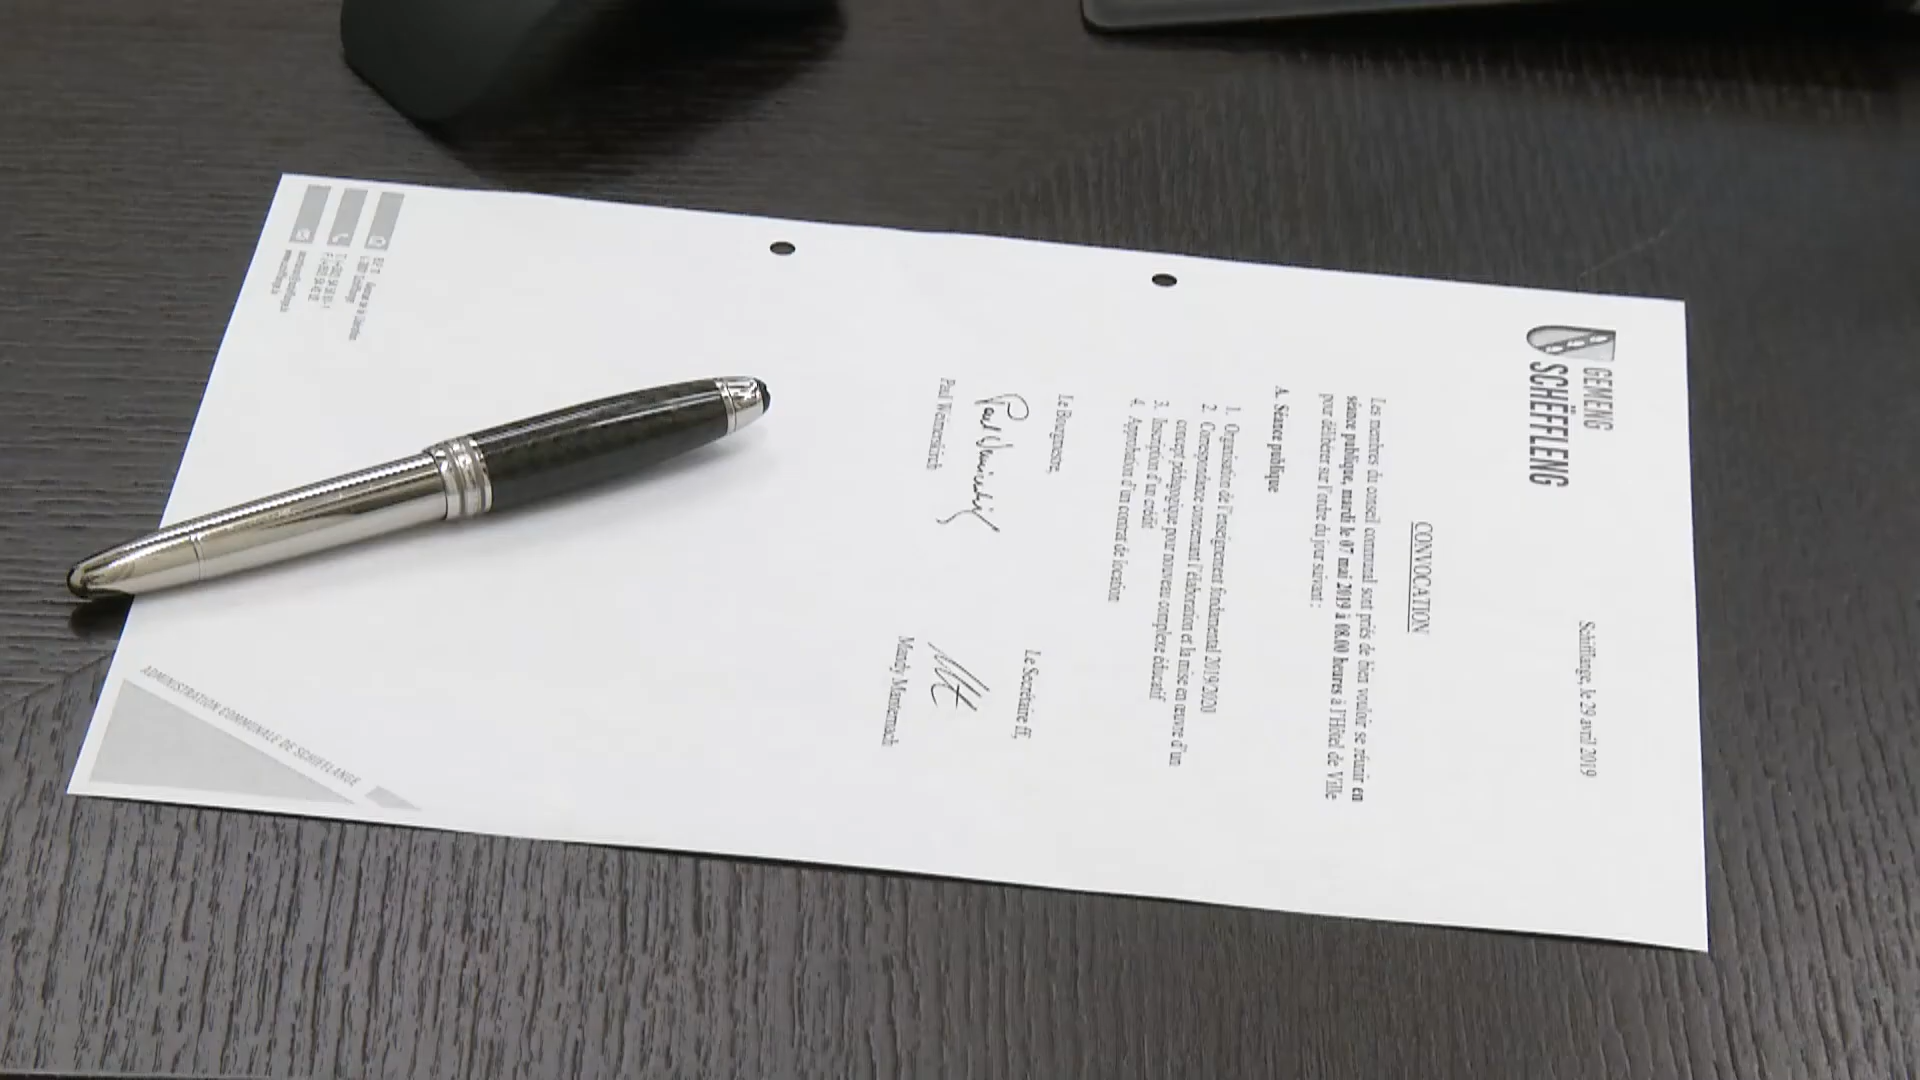 GEMENG
SCHËFFLENG
Schifflange, le 29 avril 2019
CONVOCATION
Les membres du conseil communal sont priés de bien vouloir se réunir en
séance publique, mardi le 07 mai 2019 à 08.00 heures à l'Hôtel de Ville
pour délibérer sur l'ordre du jour suivant :
A. Séance publique
1. Organisation de l'enseignement fondamental 2019/2020
2. Correspondance concernant l'élaboration et la mise en œuvre d'un
concept pédagogique pour nouveau complexe éducatif
3. Inscription d'un crédit
4. Approbation d'un contrat de location
Le Bourgmestre,
Le Secrétaire ff,
Paul Weimerskirch
Mandy Manternach
ADMINISTRATION COMMUNALE DE SCHIFFLANGE